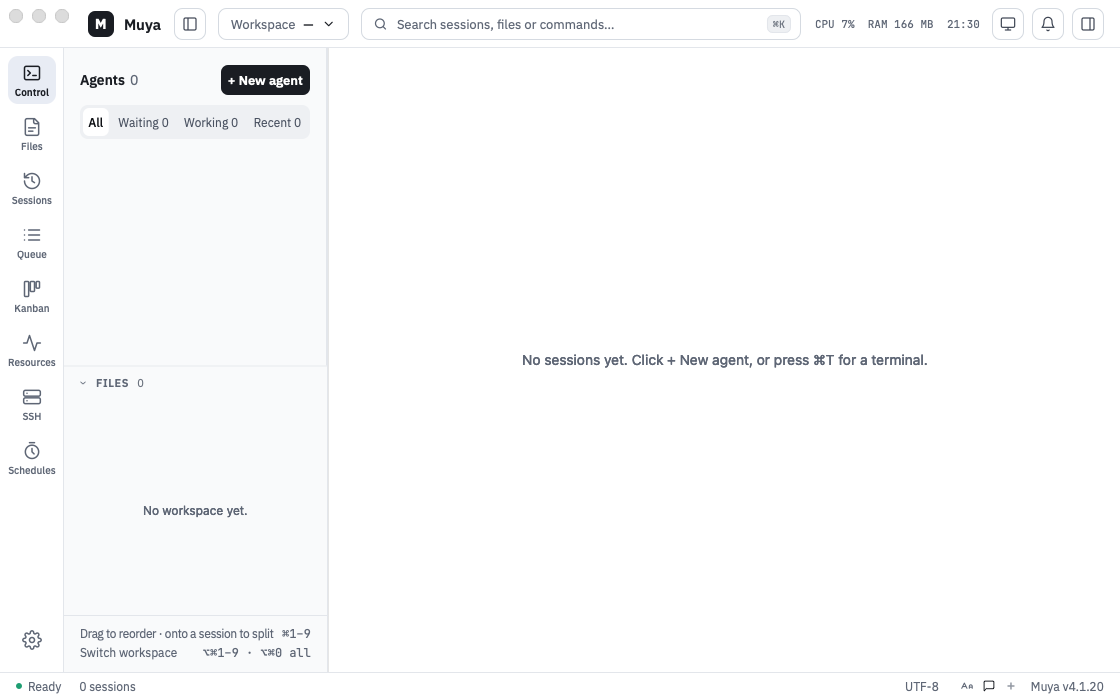 M Muya Workspace — Search sessions, files or commands... ⌘K CPU 7% RAM 166 MB 21:30
Control
Files
Sessions
Queue
Kanban
Resources
SSH
Schedules
Agents 0 + New agent
All Waiting 0 Working 0 Recent 0
FILES 0
No workspace yet.
Drag to reorder · onto a session to split ⌘1–9
Switch workspace ⌥⌘1–9 · ⌥⌘0 all
No sessions yet. Click + New agent, or press ⌘T for a terminal.
Ready 0 sessions UTF-8 AA + Muya v4.1.20